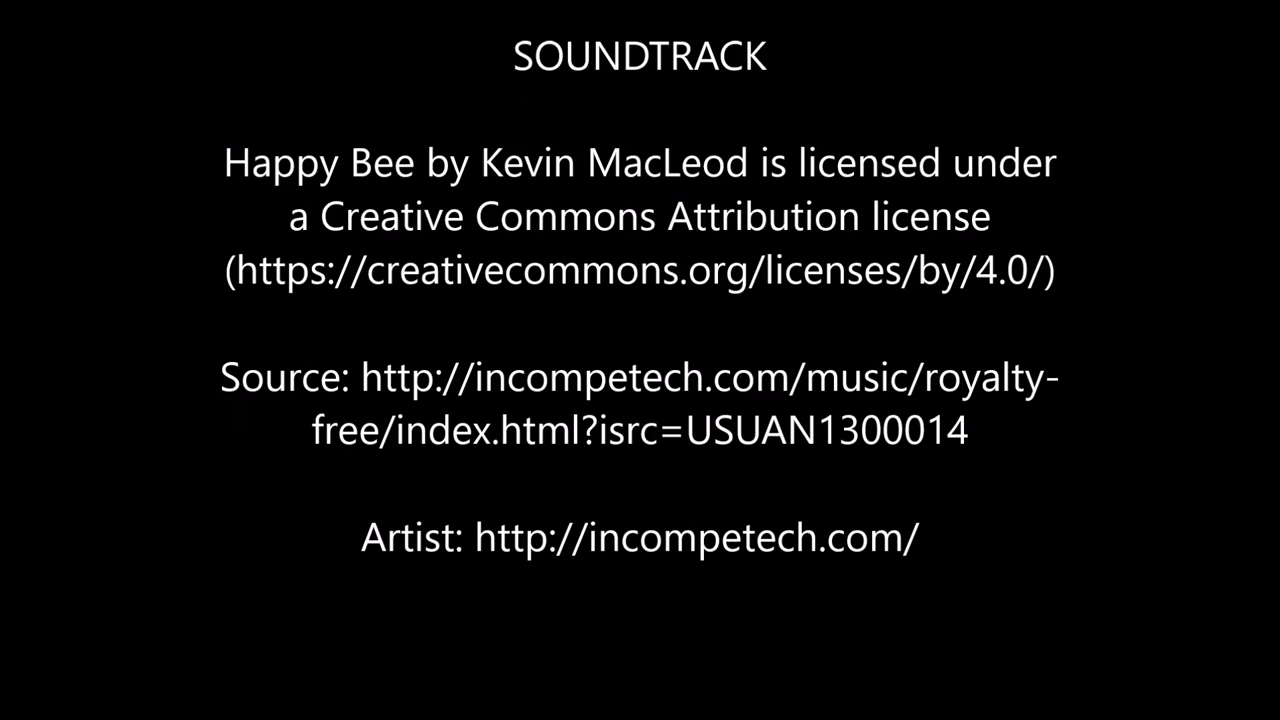 SOUNDTRACK
Happy Bee by Kevin MacLeod is licensed under
a Creative Commons Attribution license
(https://creativecommons.org/licenses/by/4.0/)
Source: http://incompetech.com/music/royalty-
free/index.html?isrc=USUAN1300014
Artist: http://incompetech.com/